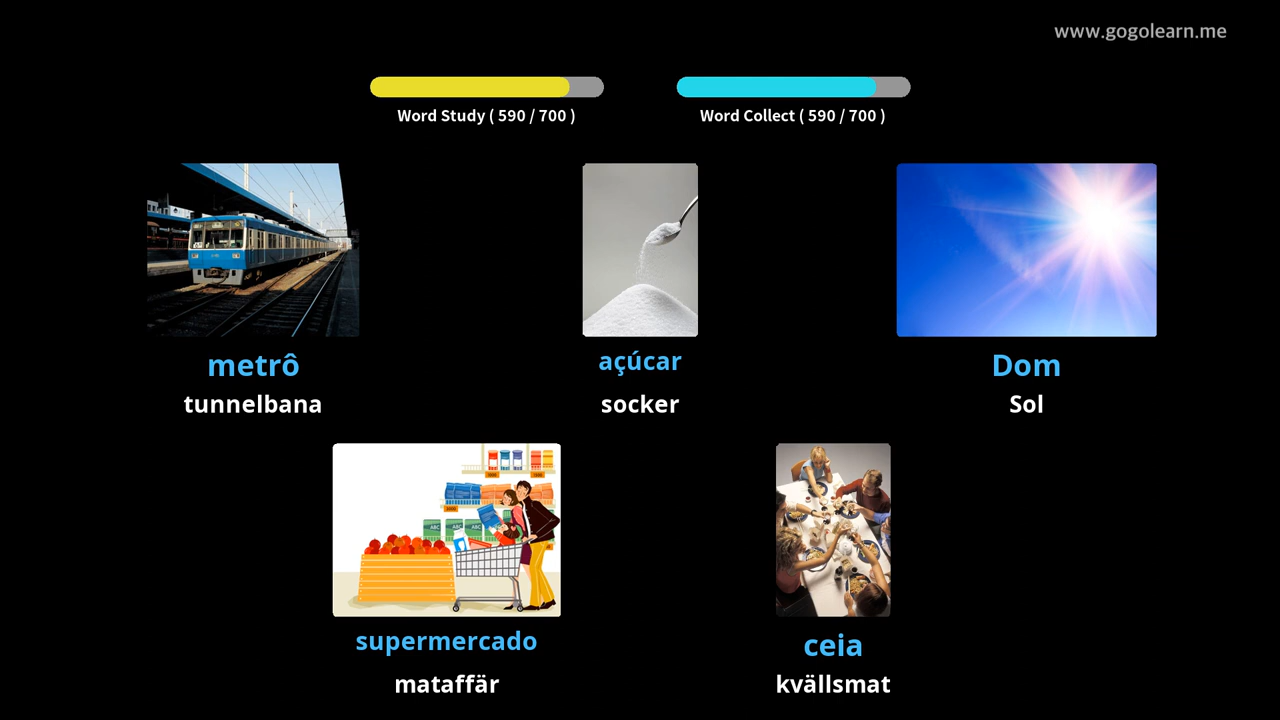 www.gogolearn.me
Word Study ( 590 / 700 )
Word Collect ( 590 / 700 )
metrô
tunnelbana
açúcar
socker
Dom
Sol
supermercado
mataffär
ceia
kvällsmat